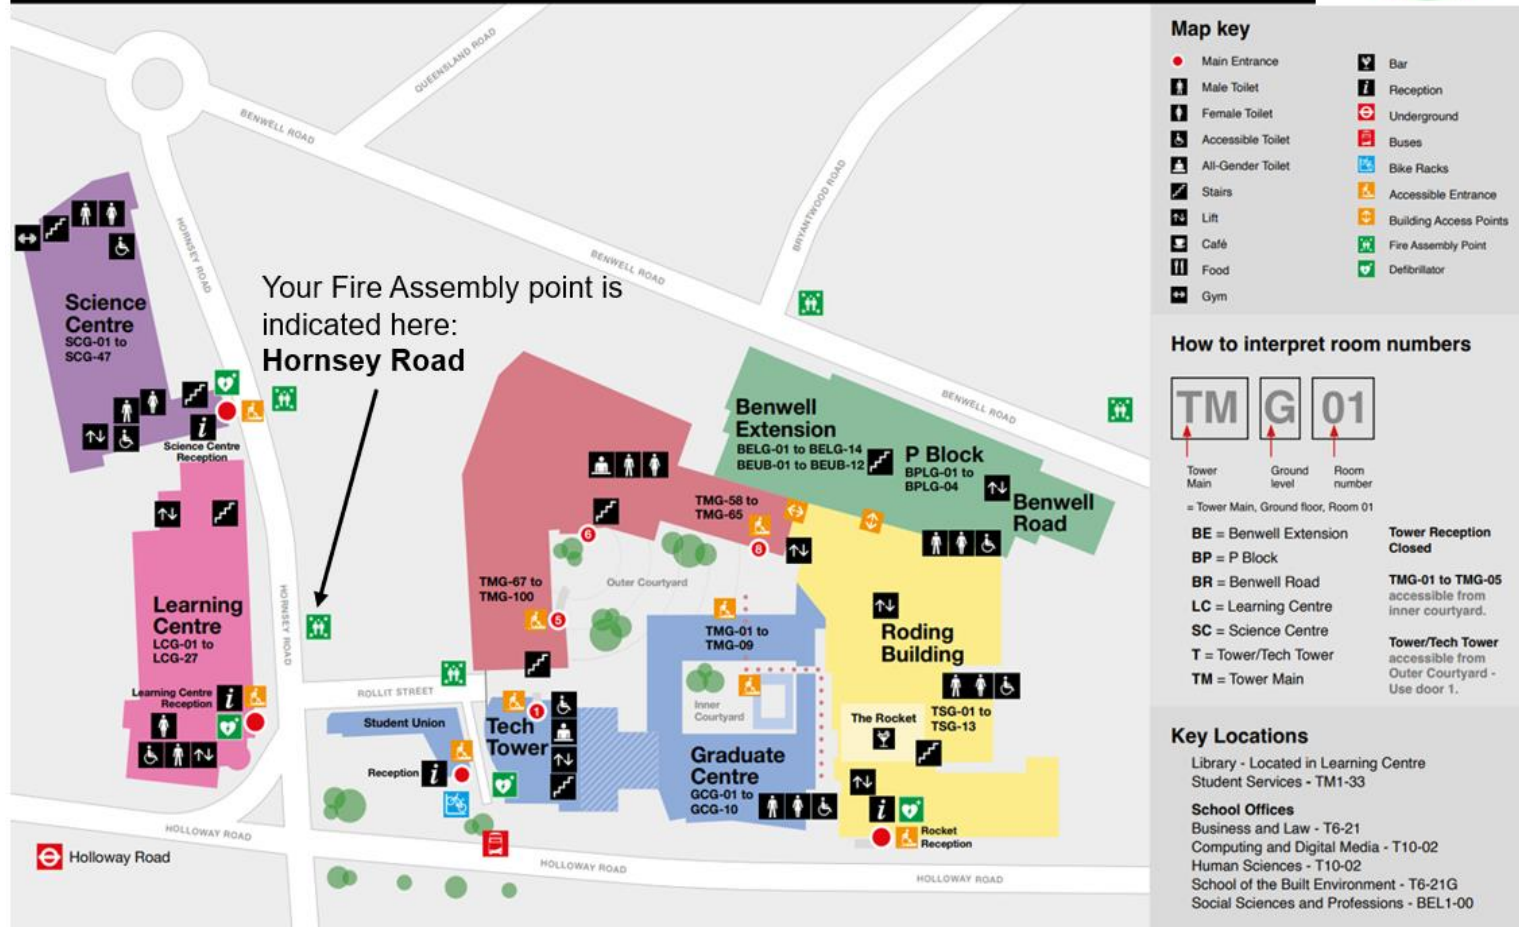 QUEENSLAND ROAD
BENWELL ROAD
HORNSEY ROAD
BRYANTWOOD ROAD
BENWELL ROAD
BENWELL ROAD
Your Fire Assembly point is
indicated here:
Hornsey Road
Science
Centre
SCG-01 to
SCG-47
Science Centre
Reception
Learning
Centre
LCG-01 to
LCG-27
Learning Centre
Reception
HORNSEY ROAD
ROLLIT STREET
Student Union
Reception
Tech
Tower
1
TMG-67 to
TMG-100
5
6
TMG-58 to
TMG-65
8
Outer Courtyard
TMG-01 to
TMG-09
Inner
Courtyard
Graduate
Centre
GCG-01 to
GCG-10
Benwell
Extension
BELG-01 to BELG-14
BEUB-01 to BEUB-12
P Block
BPLG-01 to
BPLG-04
Benwell
Road
Roding
Building
TSG-01 to
TSG-13
The Rocket
Rocket
Reception
HOLLOWAY ROAD
HOLLOWAY ROAD
HOLLOWAY ROAD
Holloway Road
Map key
Main Entrance
Male Toilet
Female Toilet
Accessible Toilet
All-Gender Toilet
Stairs
Lift
Café
Food
Gym
Bar
Reception
Underground
Buses
Bike Racks
Accessible Entrance
Building Access Points
Fire Assembly Point
Defibrillator
How to interpret room numbers
TM G 01
Tower
Main
Ground
level
Room
number
= Tower Main, Ground floor, Room 01
BE = Benwell Extension
BP = P Block
BR = Benwell Road
LC = Learning Centre
SC = Science Centre
T = Tower/Tech Tower
TM = Tower Main
Tower Reception
Closed
TMG-01 to TMG-05
accessible from
inner courtyard.
Tower/Tech Tower
accessible from
Outer Courtyard -
Use door 1.
Key Locations
Library - Located in Learning Centre
Student Services - TM1-33
School Offices
Business and Law - T6-21
Computing and Digital Media - T10-02
Human Sciences - T10-02
School of the Built Environment - T6-21G
Social Sciences and Professions - BEL1-00